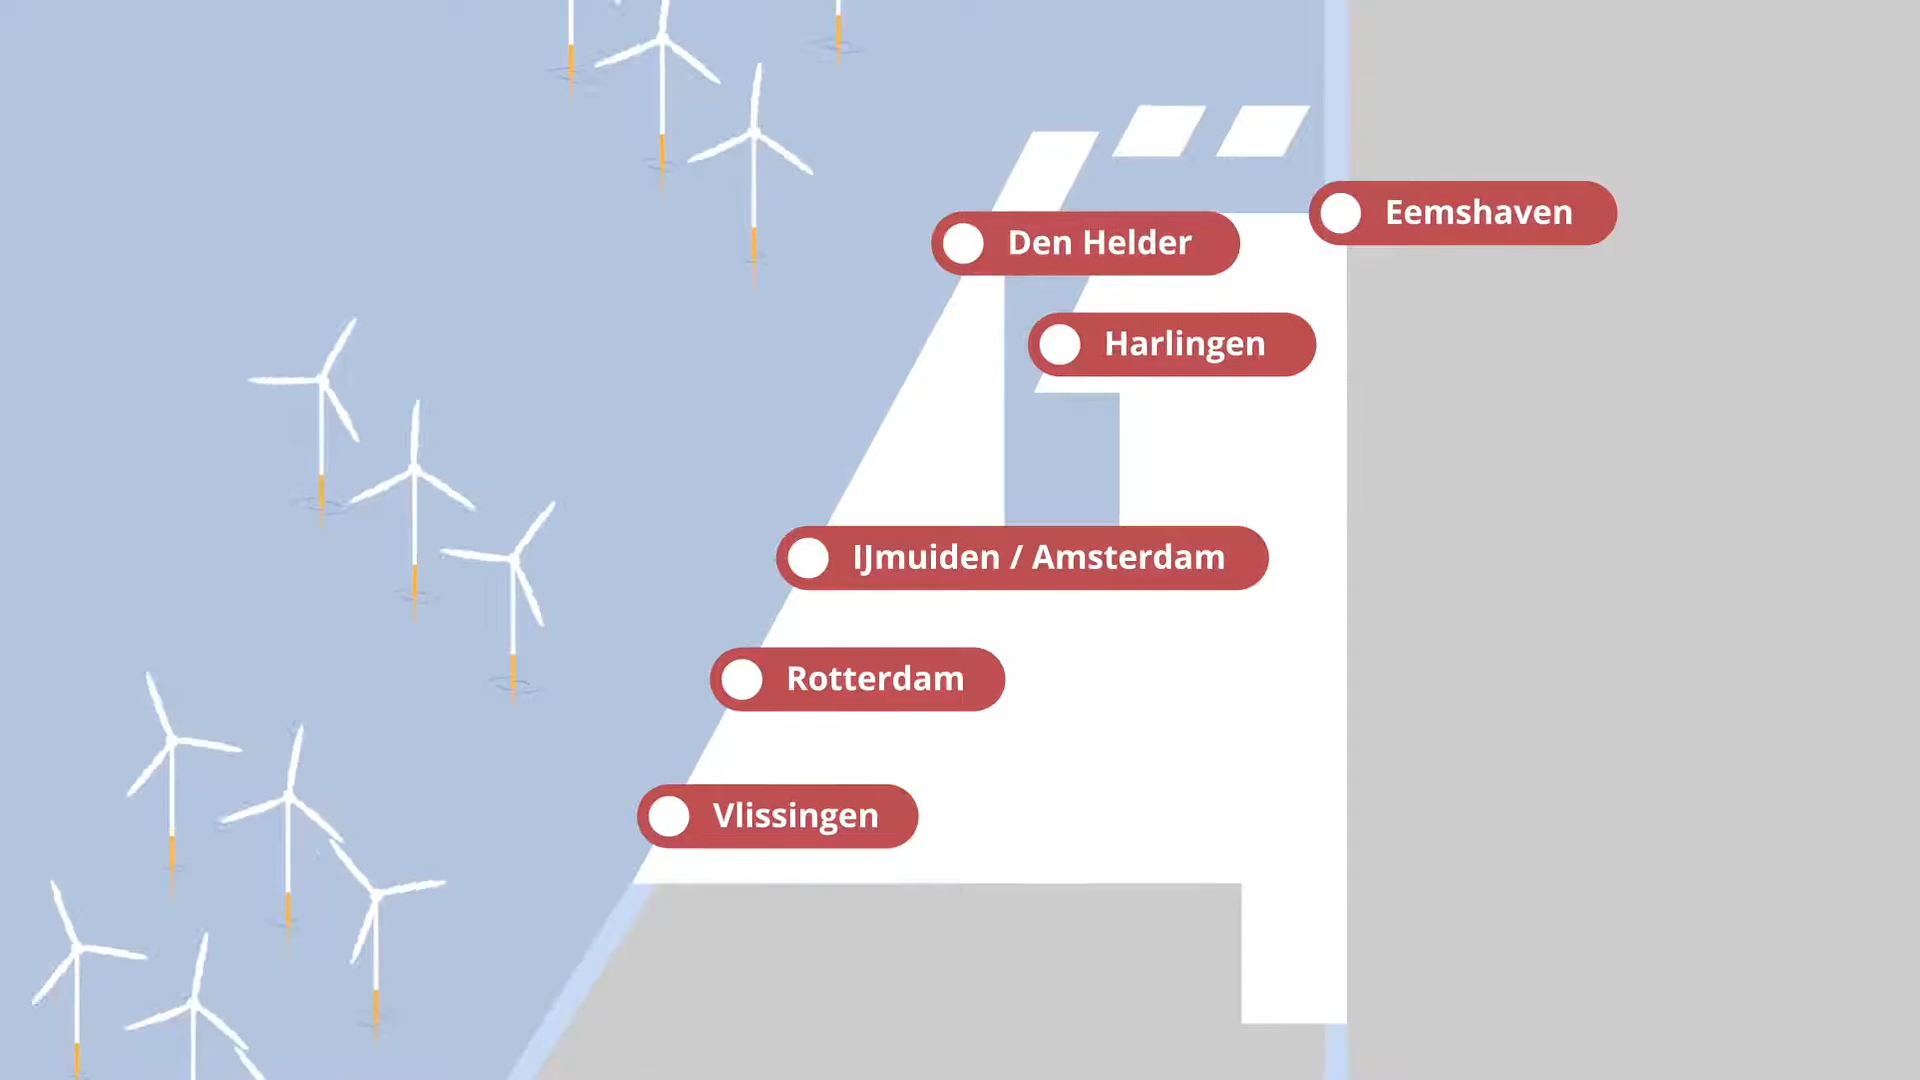 Eemshaven
Den Helder
Harlingen
IJmuiden / Amsterdam
Rotterdam
Vlissingen